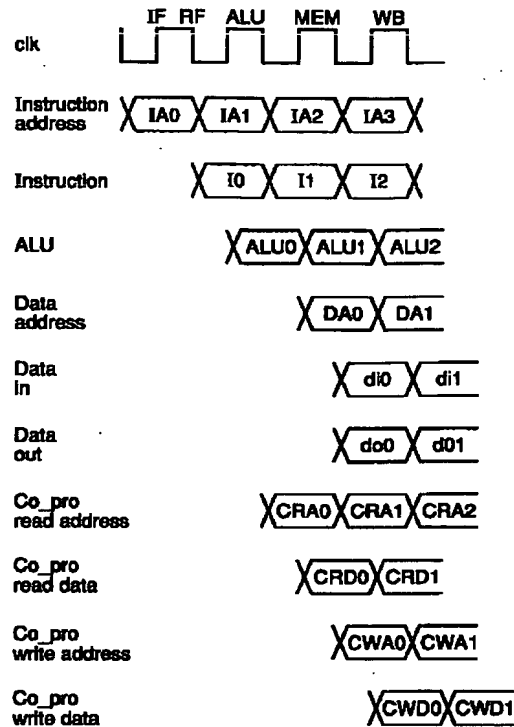 IF RF ALU MEM WB
clk
Instruction address IA0 IA1 IA2 IA3
Instruction I0 I1 I2
ALU ALU0 ALU1 ALU2
Data address DA0 DA1
Data in di0 di1
Data out do0 d01
Co_pro read address CRA0 CRA1 CRA2
Co_pro read data CRD0 CRD1
Co_pro write address CWA0 CWA1
Co_pro write data CWD0 CWD1